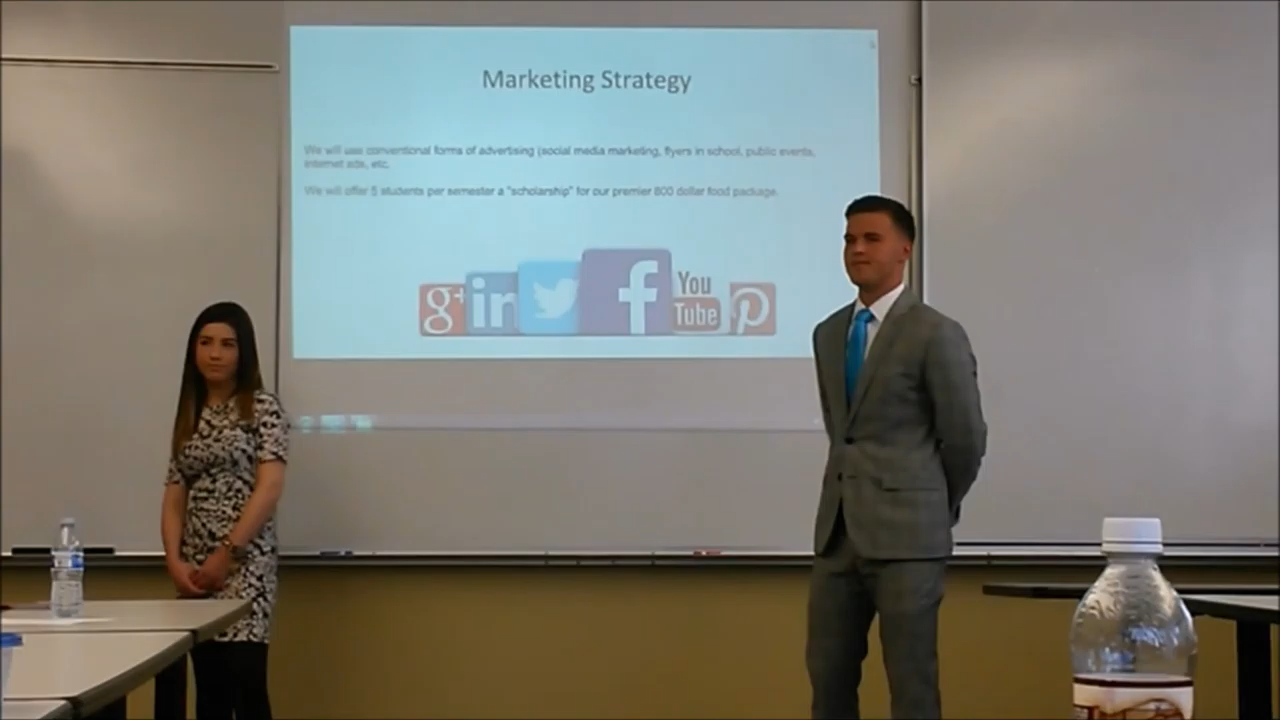 Marketing Strategy
We will use conventional forms of advertising (social media marketing, flyers in school, public events,
internet ads, etc.
We will offer 5 students per semester a "scholarship" for our premier 800 dollar food package.
g+ in f You Tube p